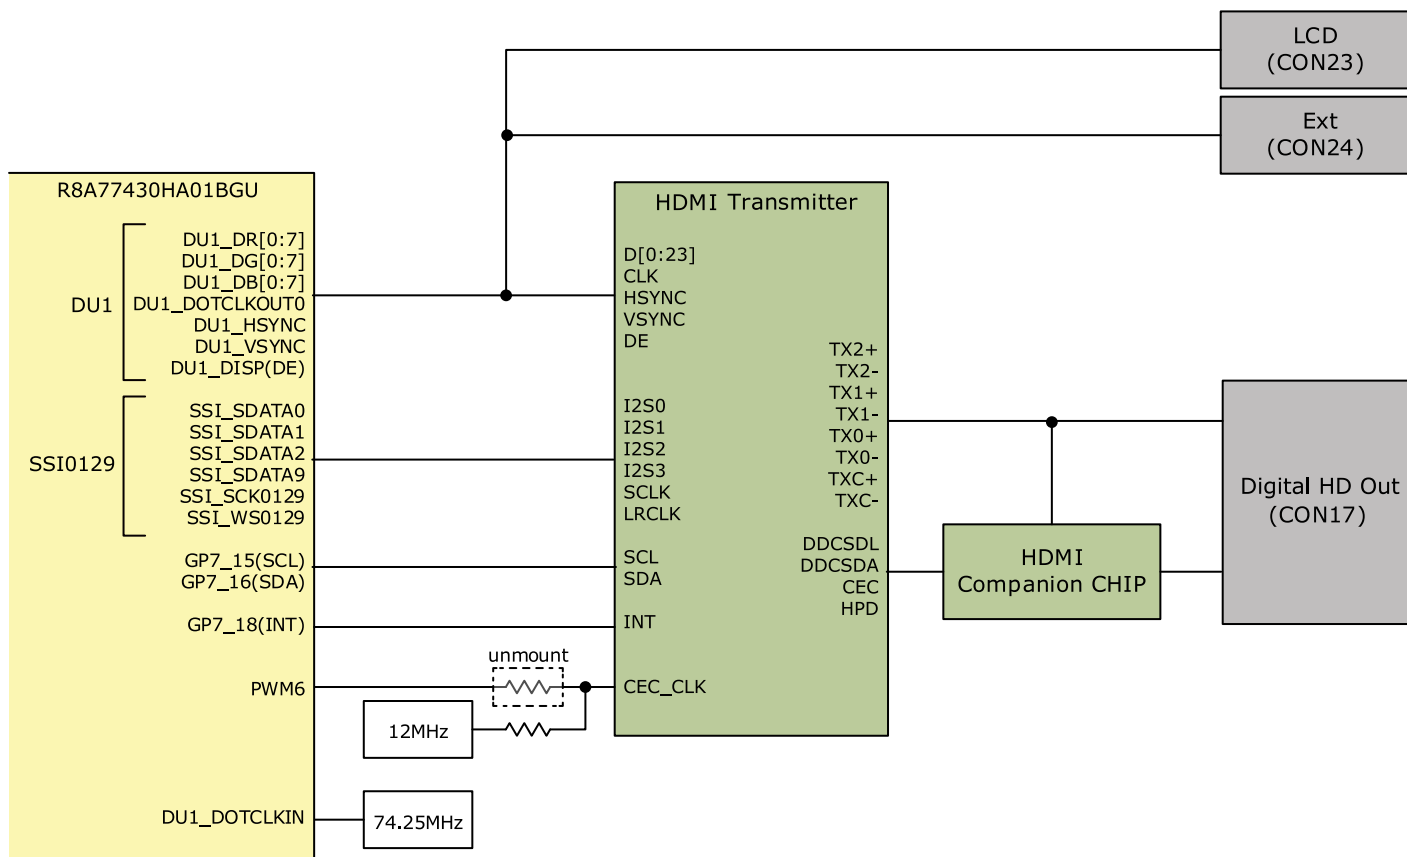 LCD
(CON23)
Ext
(CON24)
R8A77430HA01BGU
DU1
DU1_DR[0:7]
DU1_DG[0:7]
DU1_DB[0:7]
DU1_DOTCLKOUT0
DU1_HSYNC
DU1_VSYNC
DU1_DISP(DE)
SSI0129
SSI_SDATA0
SSI_SDATA1
SSI_SDATA2
SSI_SDATA9
SSI_SCK0129
SSI_WS0129
GP7_15(SCL)
GP7_16(SDA)
GP7_18(INT)
PWM6
DU1_DOTCLKIN
unmount
12MHz
74.25MHz
HDMI Transmitter
D[0:23]
CLK
HSYNC
VSYNC
DE
I2S0
I2S1
I2S2
I2S3
SCLK
LRCLK
SCL
SDA
INT
CEC_CLK
TX2+
TX2-
TX1+
TX1-
TX0+
TX0-
TXC+
TXC-
DDCSDL
DDCSDA
CEC
HPD
HDMI
Companion CHIP
Digital HD Out
(CON17)